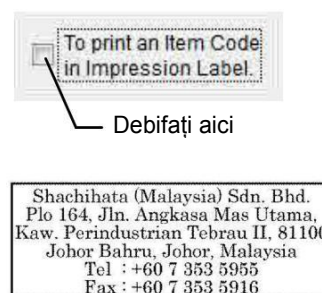 To print an Item Code
in Impression Label.
Debifați aici
Shachihata (Malaysia) Sdn. Bhd.
Plo 164, Jln. Angkasa Mas Utama,
Kaw. Perindustrian Tebrau II, 81100
Johor Bahru, Johor, Malaysia
Tel : +60 7 353 5955
Fax : +60 7 353 5916